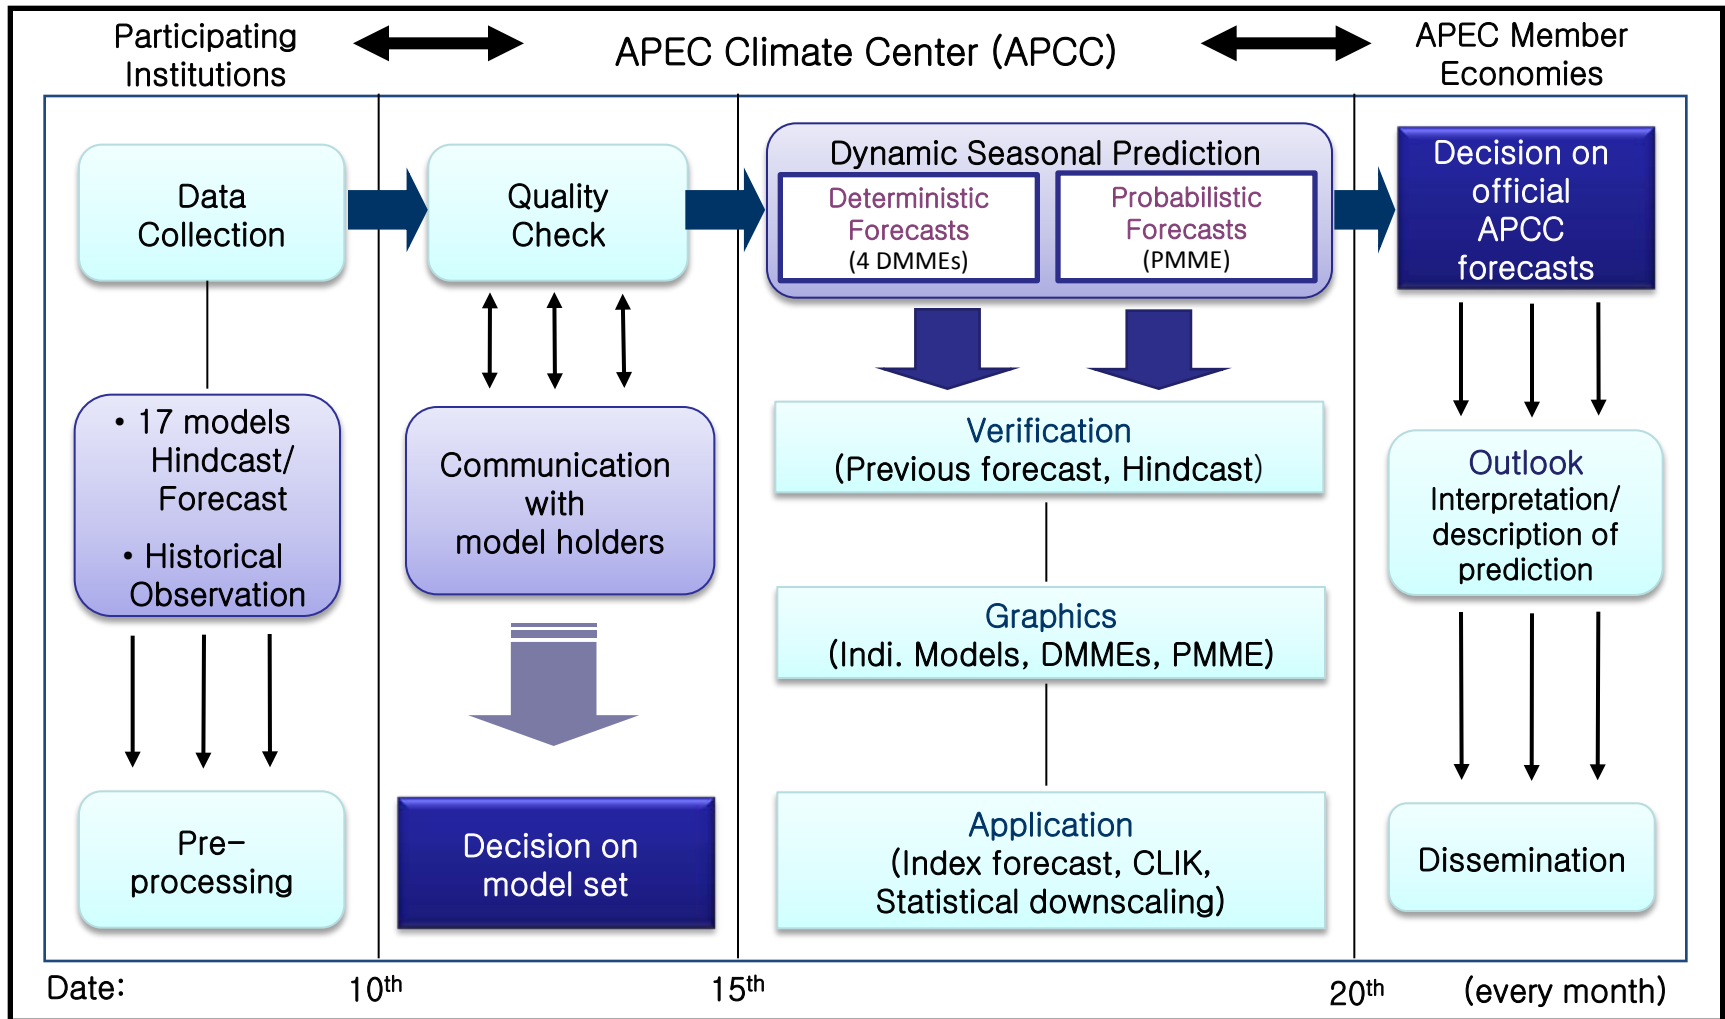 Participating
Institutions
APEC Climate Center (APCC)
APEC Member
Economies
Data
Collection
• 17 models
Hindcast/
Forecast
• Historical
Observation
Pre-
processing
Quality
Check
Communication
with
model holders
Decision on
model set
Dynamic Seasonal Prediction
Deterministic
Forecasts
(4 DMMEs)
Probabilistic
Forecasts
(PMME)
Verification
(Previous forecast, Hindcast)
Graphics
(Indi. Models, DMMEs, PMME)
Application
(Index forecast, CLIK,
Statistical downscaling)
Decision on
official
APCC
forecasts
Outlook
Interpretation/
description of
prediction
Dissemination
Date: 10th 15th 20th (every month)